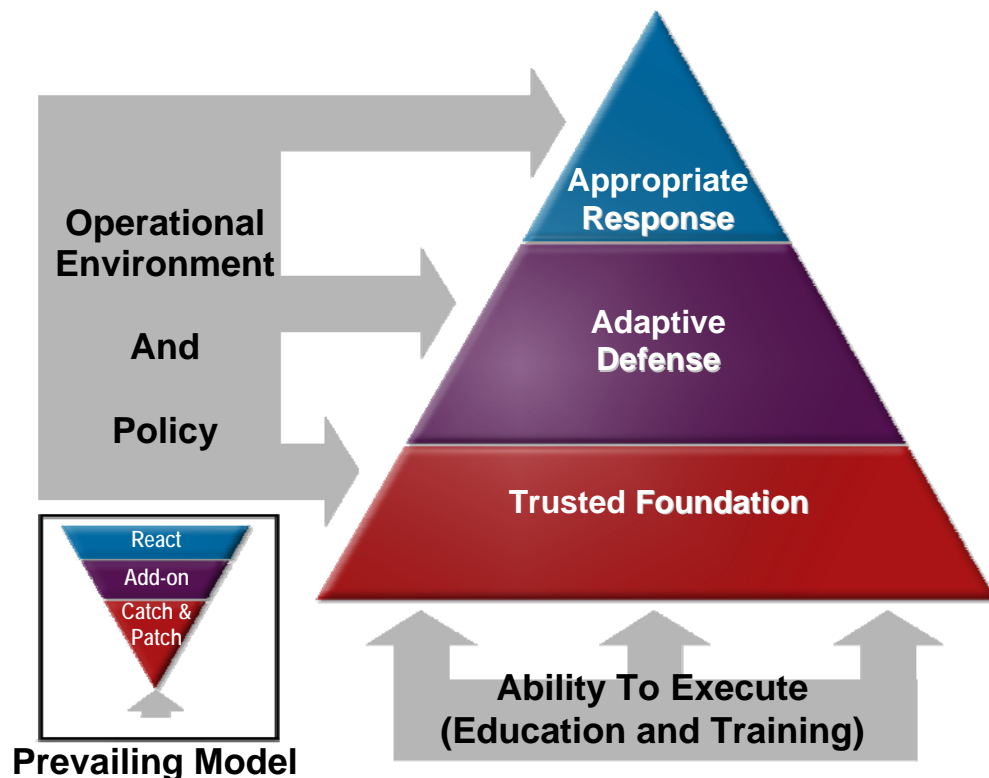 Appropriate
Response
Operational
Environment
And
Policy
Adaptive
Defense
Trusted Foundation
React
Add-on
Catch &
Patch
Prevailing Model
Ability To Execute
(Education and Training)